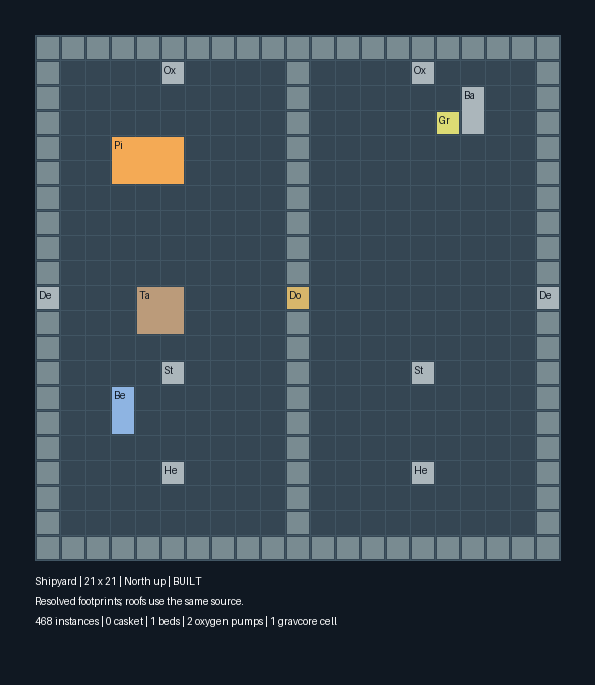 Ox Ox
Ba
Gr
Pi
De Ta Do De
St St
Be
He He
Shipyard | 21 x 21 | North up | BUILT
Resolved footprints; roofs use the same source.
468 instances | 0 casket | 1 beds | 2 oxygen pumps | 1 gravcore cell